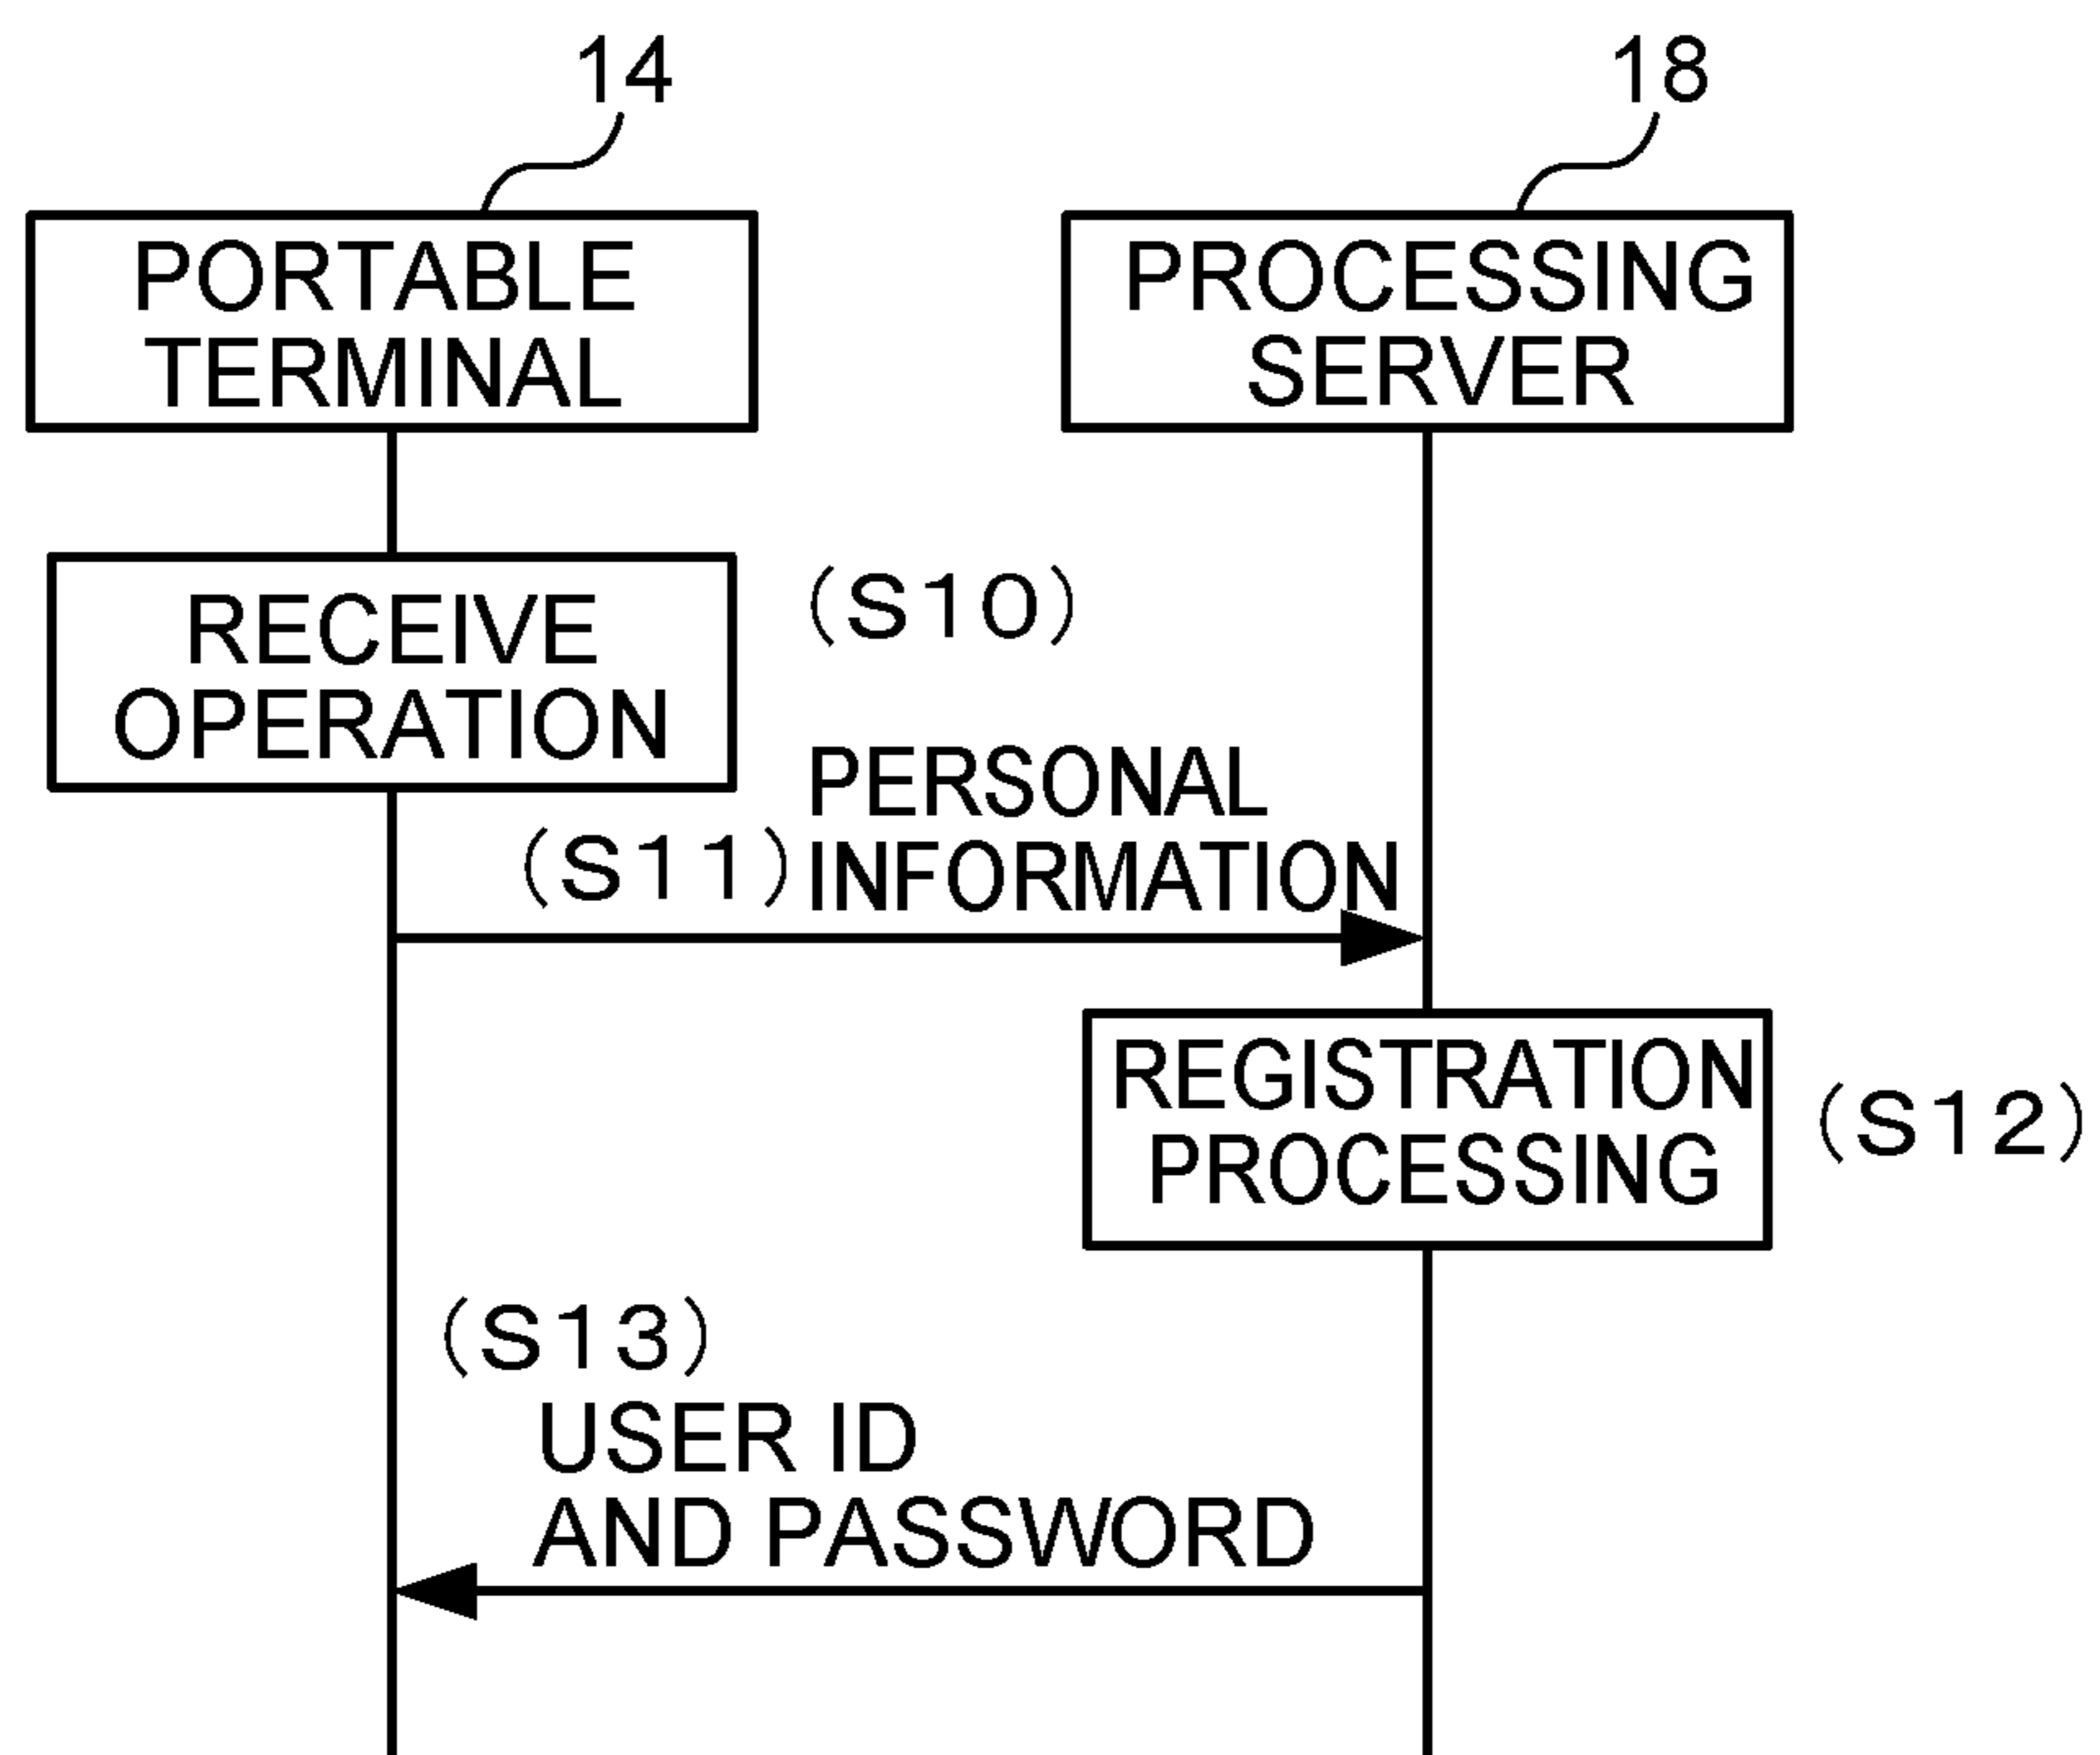 14
18
PORTABLE
TERMINAL
PROCESSING
SERVER
RECEIVE
OPERATION
(S10)
PERSONAL
(S11) INFORMATION
REGISTRATION
PROCESSING
(S12)
(S13)
USER ID
AND PASSWORD